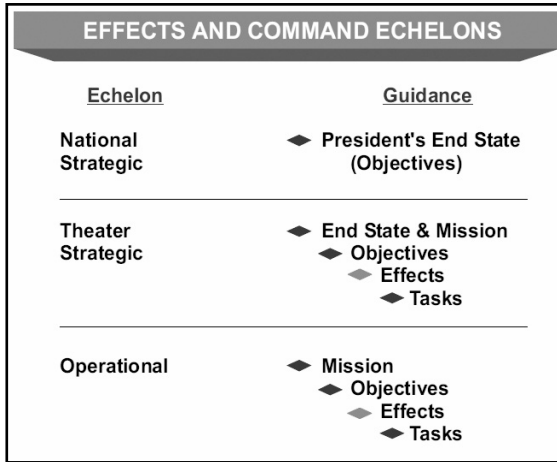 EFFECTS AND COMMAND ECHELONS
Echelon Guidance
National President's End State
Strategic (Objectives)
Theater End State & Mission
Strategic Objectives
Effects
Tasks
Operational Mission
Objectives
Effects
Tasks